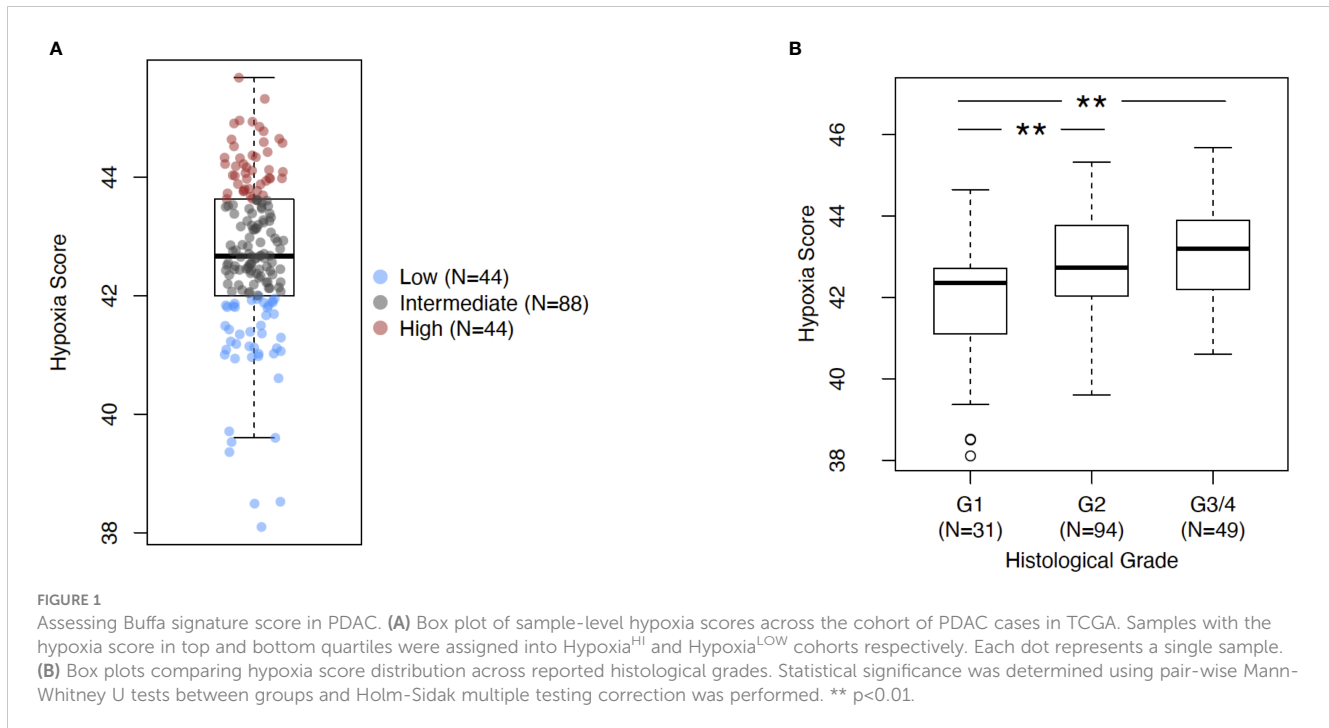 A
Hypoxia Score
44
42
40
38
Low (N=44)
Intermediate (N=88)
High (N=44)
B
Hypoxia Score
46
44
42
40
38
**
**
G1
(N=31)
G2
(N=94)
G3/4
(N=49)
Histological Grade
FIGURE 1
Assessing Buffa signature score in PDAC. (A) Box plot of sample-level hypoxia scores across the cohort of PDAC cases in TCGA. Samples with the
hypoxia score in top and bottom quartiles were assigned into Hypoxia^HI and Hypoxia^LOW cohorts respectively. Each dot represents a single sample.
(B) Box plots comparing hypoxia score distribution across reported histological grades. Statistical significance was determined using pair-wise Mann-
Whitney U tests between groups and Holm-Sidak multiple testing correction was performed. ** p<0.01.